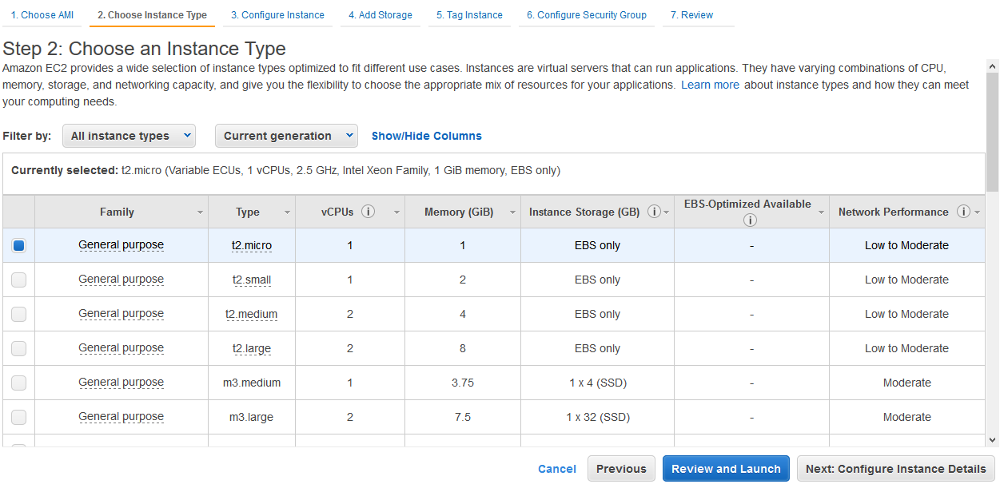 1. Choose AMI 2. Choose Instance Type 3. Configure Instance 4. Add Storage 5. Tag Instance 6. Configure Security Group 7. Review
Step 2: Choose an Instance Type
Amazon EC2 provides a wide selection of instance types optimized to fit different use cases. Instances are virtual servers that can run applications. They have varying combinations of CPU,
memory, storage, and networking capacity, and give you the flexibility to choose the appropriate mix of resources for your applications. Learn more about instance types and how they can meet
your computing needs.
Filter by: All instance types Current generation Show/Hide Columns
Currently selected: t2.micro (Variable ECUs, 1 vCPUs, 2.5 GHz, Intel Xeon Family, 1 GiB memory, EBS only)
Family Type vCPUs i Memory (GiB) Instance Storage (GB) i EBS-Optimized Available i Network Performance i
General purpose t2.micro 1 1 EBS only - Low to Moderate
General purpose t2.small 1 2 EBS only - Low to Moderate
General purpose t2.medium 2 4 EBS only - Low to Moderate
General purpose t2.large 2 8 EBS only - Low to Moderate
General purpose m3.medium 1 3.75 1 x 4 (SSD) - Moderate
General purpose m3.large 2 7.5 1 x 32 (SSD) - Moderate
Cancel Previous Review and Launch Next: Configure Instance Details